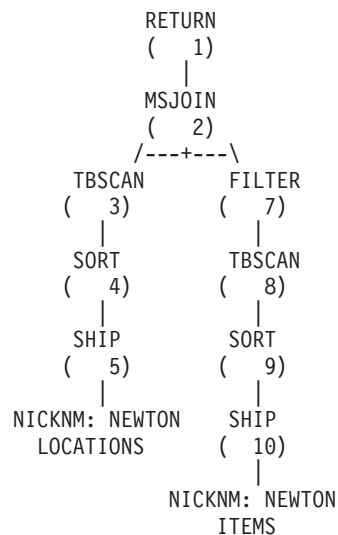 RETURN
( 1)
|
MSJOIN
( 2)
/---+---\
TBSCAN FILTER
( 3) ( 7)
| |
SORT TBSCAN
( 4) ( 8)
| |
SHIP SORT
( 5) ( 9)
| |
NICKNM: NEWTON SHIP
LOCATIONS ( 10)
|
NICKNM: NEWTON
ITEMS